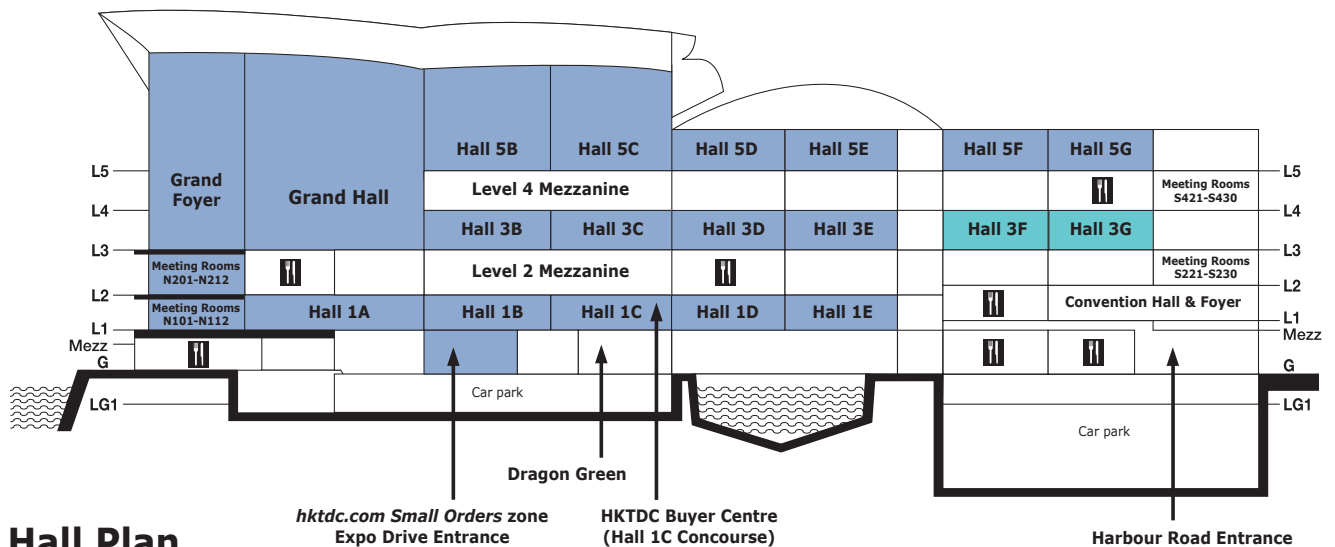 Hall 5B
Hall 5C
Hall 5D
Hall 5E
Hall 5F
Hall 5G
L5
L5
Grand
Foyer
Grand Hall
Level 4 Mezzanine
Meeting Rooms
S421-S430
L4
L4
Hall 3B
Hall 3C
Hall 3D
Hall 3E
Hall 3F
Hall 3G
L3
L3
Meeting Rooms
N201-N212
Level 2 Mezzanine
Meeting Rooms
S221-S230
L2
L2
Meeting Rooms
N101-N112
Hall 1A
Hall 1B
Hall 1C
Hall 1D
Hall 1E
Convention Hall & Foyer
L1
L1
Mezz
Mezz
G
G
Car park
LG1
LG1
Car park
Dragon Green
hktdc.com Small Orders zone
Expo Drive Entrance
HKTDC Buyer Centre
(Hall 1C Concourse)
Harbour Road Entrance
Hall Plan